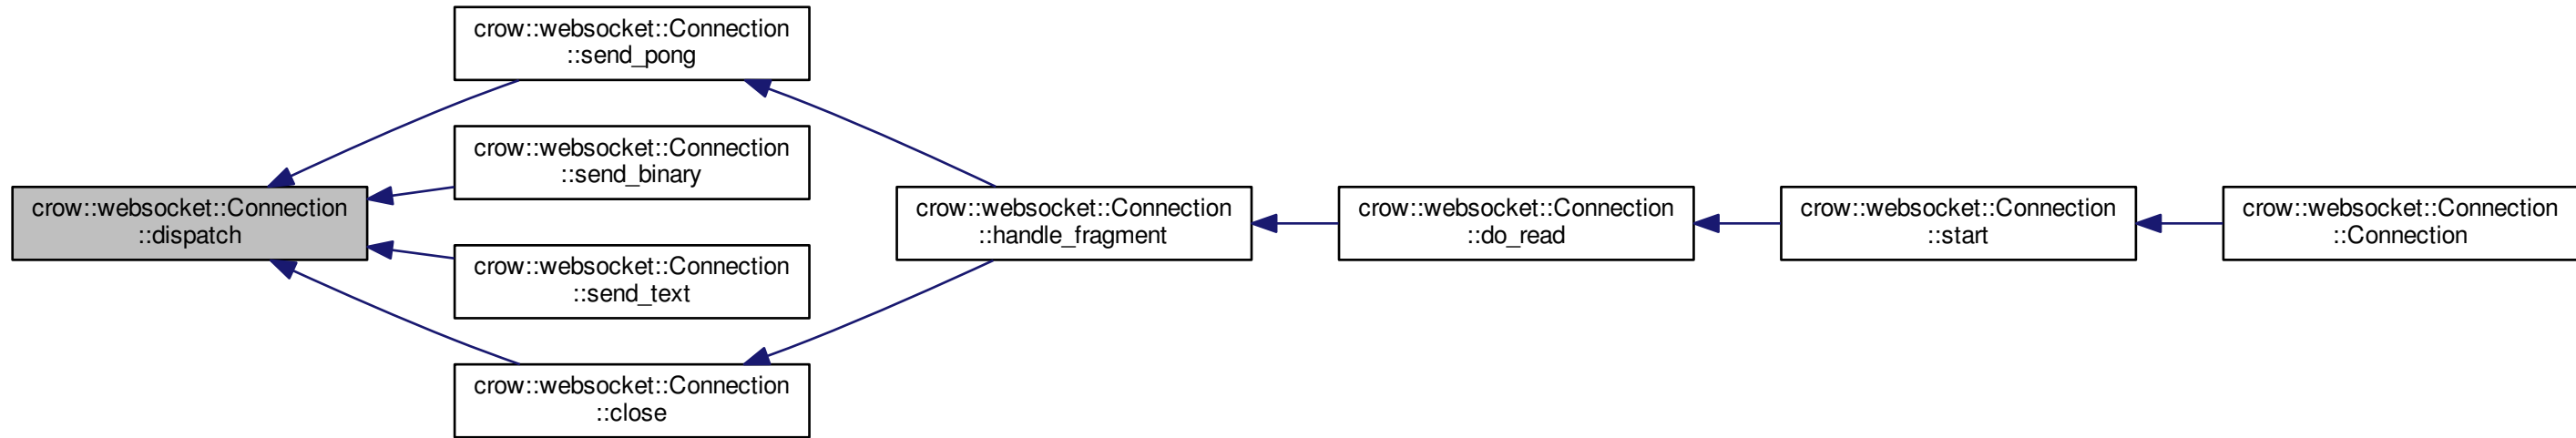 crow::websocket::Connection
::send_pong
crow::websocket::Connection
::send_binary
crow::websocket::Connection
::dispatch
crow::websocket::Connection
::send_text
crow::websocket::Connection
::close
crow::websocket::Connection
::handle_fragment
crow::websocket::Connection
::do_read
crow::websocket::Connection
::start
crow::websocket::Connection
::Connection